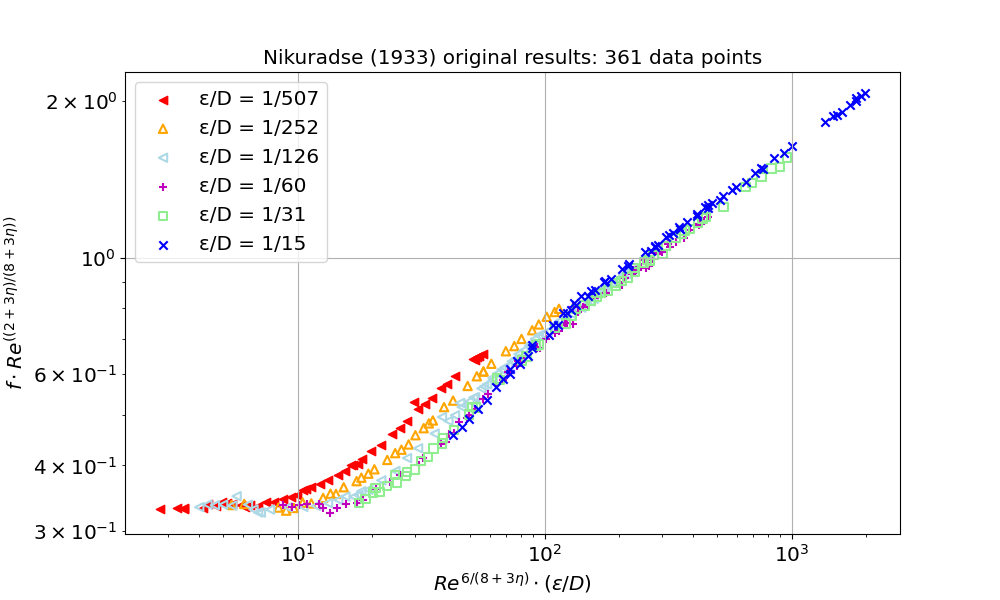 Nikuradse (1933) original results: 361 data points
2 × 10⁰
10⁰
6 × 10⁻¹
4 × 10⁻¹
3 × 10⁻¹
f · Re^((2 + 3η)/(8 + 3η))
ε/D = 1/507
ε/D = 1/252
ε/D = 1/126
ε/D = 1/60
ε/D = 1/31
ε/D = 1/15
10¹ 10² 10³
Re^6/(8 + 3η) · (ε/D)